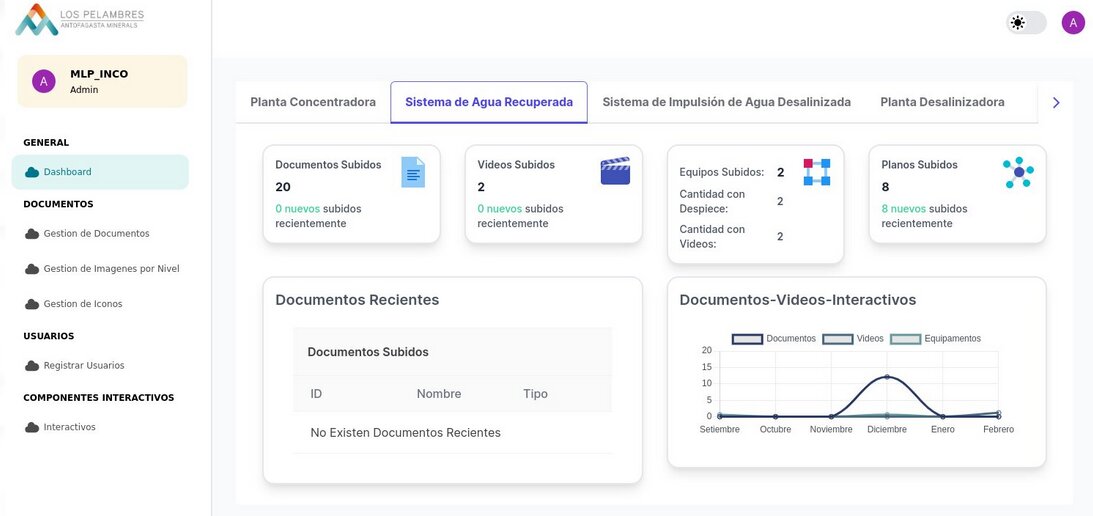 LOS PELAMBRES
ANTOFAGASTA MINERALS
A
A
MLP_INCO
Admin
GENERAL
Dashboard
DOCUMENTOS
Gestion de Documentos
Gestion de Imagenes por Nivel
Gestion de Iconos
USUARIOS
Registrar Usuarios
COMPONENTES INTERACTIVOS
Interactivos
Planta Concentradora
Sistema de Agua Recuperada
Sistema de Impulsión de Agua Desalinizada
Planta Desalinizadora
Documentos Subidos
20
0 nuevos subidos
recientemente
Videos Subidos
2
0 nuevos subidos
recientemente
Equipos Subidos: 2
Cantidad con
Despiece: 2
Cantidad con
Videos: 2
Planos Subidos
8
8 nuevos subidos
recientemente
Documentos Recientes
Documentos Subidos
ID Nombre Tipo
No Existen Documentos Recientes
Documentos-Videos-Interactivos
Documentos Videos Equipamentos
20
15
10
5
0
Setiembre Octubre Noviembre Diciembre Enero Febrero